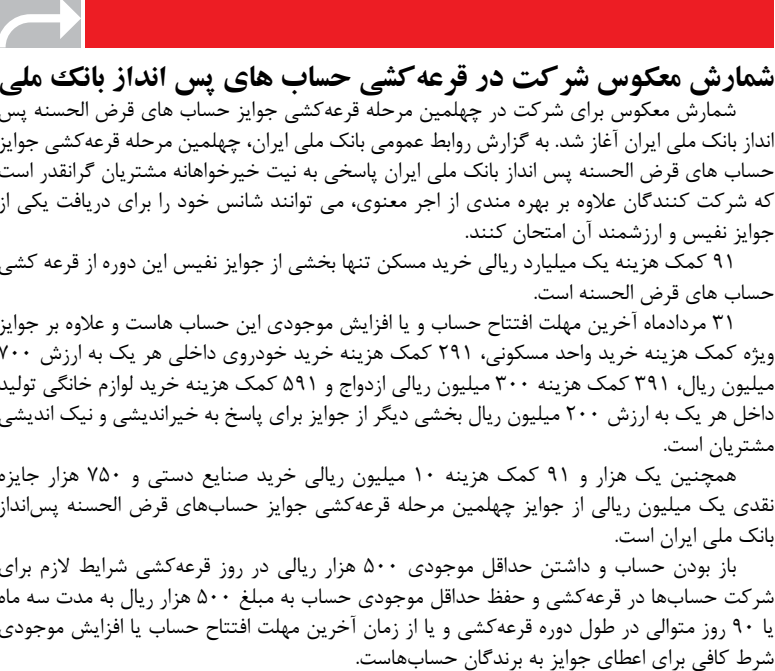 شمارش معکوس شرکت در قرعه‌کشی حساب های پس انداز بانک ملی
شمارش معکوس برای شرکت در چهلمین مرحله قرعه‌کشی جوایز حساب های قرض الحسنه پس
انداز بانک ملی ایران آغاز شد. به گزارش روابط عمومی بانک ملی ایران، چهلمین مرحله قرعه‌کشی جوایز
حساب های قرض الحسنه پس انداز بانک ملی ایران پاسخی به نیت خیرخواهانه مشتریان گرانقدر است
که شرکت کنندگان علاوه بر بهره مندی از اجر معنوی، می توانند شانس خود را برای دریافت یکی از
جوایز نفیس و ارزشمند آن امتحان کنند.
۹۱ کمک هزینه یک میلیارد ریالی خرید مسکن تنها بخشی از جوایز نفیس این دوره از قرعه کشی
حساب های قرض الحسنه است.
۳۱ مردادماه آخرین مهلت افتتاح حساب و یا افزایش موجودی این حساب هاست و علاوه بر جوایز
ویژه کمک هزینه خرید واحد مسکونی، ۲۹۱ کمک هزینه خرید خودروی داخلی هر یک به ارزش ۷۰۰
میلیون ریال، ۳۹۱ کمک هزینه ۳۰۰ میلیون ریالی ازدواج و ۵۹۱ کمک هزینه خرید لوازم خانگی تولید
داخل هر یک به ارزش ۲۰۰ میلیون ریال بخشی دیگر از جوایز برای پاسخ به خیراندیشی و نیک اندیشی
مشتریان است.
همچنین یک هزار و ۹۱ کمک هزینه ۱۰ میلیون ریالی خرید صنایع دستی و ۷۵۰ هزار جایزه
نقدی یک میلیون ریالی از جوایز چهلمین مرحله قرعه‌کشی جوایز حساب‌های قرض الحسنه پس‌انداز
بانک ملی ایران است.
باز بودن حساب و داشتن حداقل موجودی ۵۰۰ هزار ریالی در روز قرعه‌کشی شرایط لازم برای
شرکت حساب‌ها در قرعه‌کشی و حفظ حداقل موجودی حساب به مبلغ ۵۰۰ هزار ریال به مدت سه ماه
یا ۹۰ روز متوالی در طول دوره قرعه‌کشی و یا از زمان آخرین مهلت افتتاح حساب یا افزایش موجودی
شرط کافی برای اعطای جوایز به برندگان حساب‌هاست.